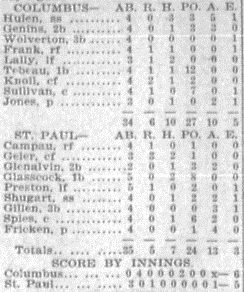 COLUMBUS— AB. R. H. PO. A. E.
Hulen, ss 4 0 3 3 5 1
Genins, 2b 4 0 1 3 3 0
Wolverton, 3b 4 0 0 0
Frank, rf 4 1 1 0 0 1
Lally, lf 3 1 2 0 0 0
Tebeau, 1b 4 1 1 12 0 0
Knoll, cf 4 2 1 2 0 0
Sullivan, c 4 1 0 7 0 1
Jones, p 3 0 1 0 2 1
34 6 10 27 10 5
ST. PAUL— AB. R. H. PO. A. E.
Campau, rf 4 1 0 1 0 0
Geier, cf 2 2 1 0 0
Glenalvin, 2b 2 0 1 3 2 0
Glasscock, 1b 5 0 2 8 0 0
Preston, lf 5 1 0 2 0 1
Shugart, ss 4 0 1 2 2 1
Gillen, 3b 4 0 0 0 3 1
Spies, c 4 0 1 6 2 0
Fricken, p 4 0 0 1 0
Totals 35 5 7 24 13 3
SCORE BY INNINGS.
Columbus 0 4 0 0 0 2 0 0 x— 6
St. Paul 3 0 1 0 0 0 0 0 1— 5